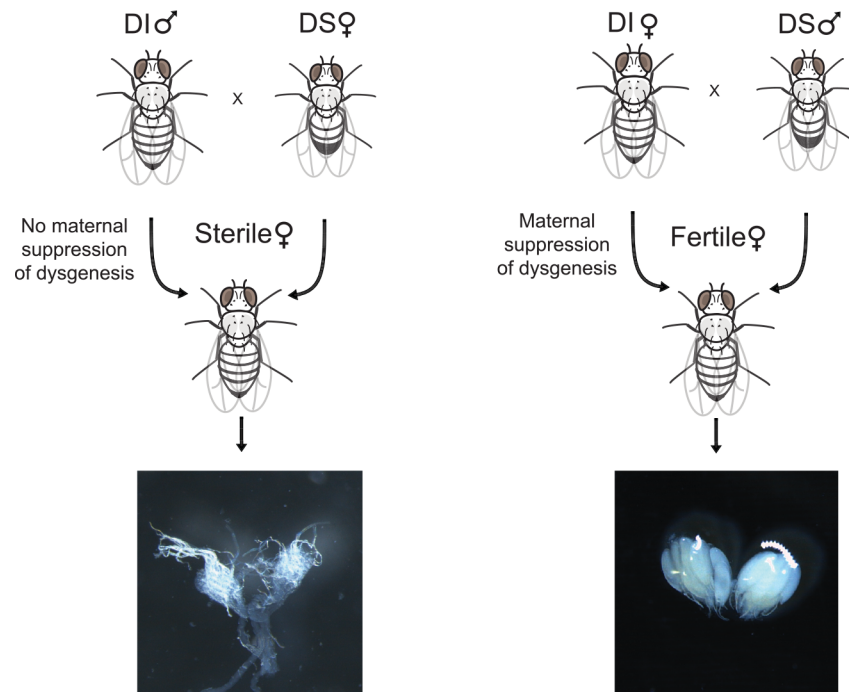 DI♂ DS♀
x
No maternal
suppression
of dysgenesis
Sterile♀
DI♀ DS♂
x
Maternal
suppression
of dysgenesis
Fertile♀